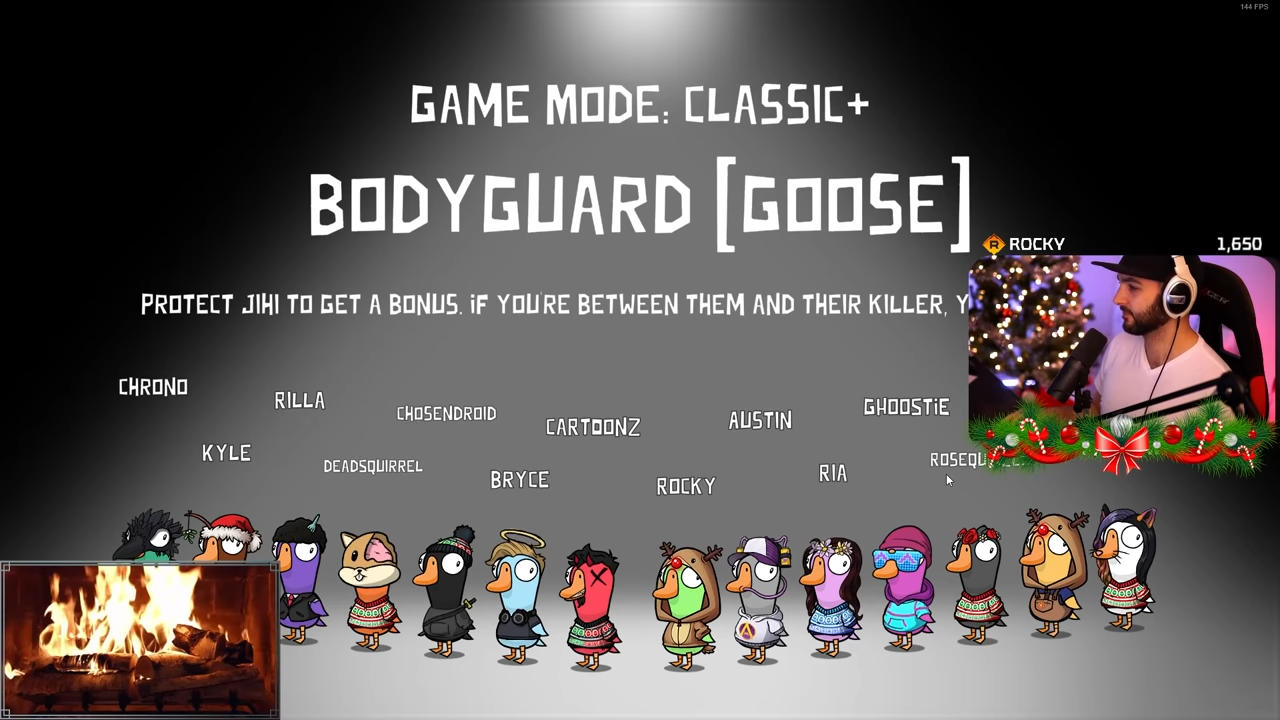 144 FPS
GAME MODE: CLASSIC+
BODYGUARD [GOOSE]
ROCKY 1,650
PROTECT JIHI TO GET A BONUS. IF YOU'RE BETWEEN THEM AND THEIR KILLER,
CHRONO
RILLA
CHOSENDROID
CARTOONZ
AUSTIN
GHOOSTIE
KYLE
DEADSQUIRREL
BRYCE
ROCKY
RIA